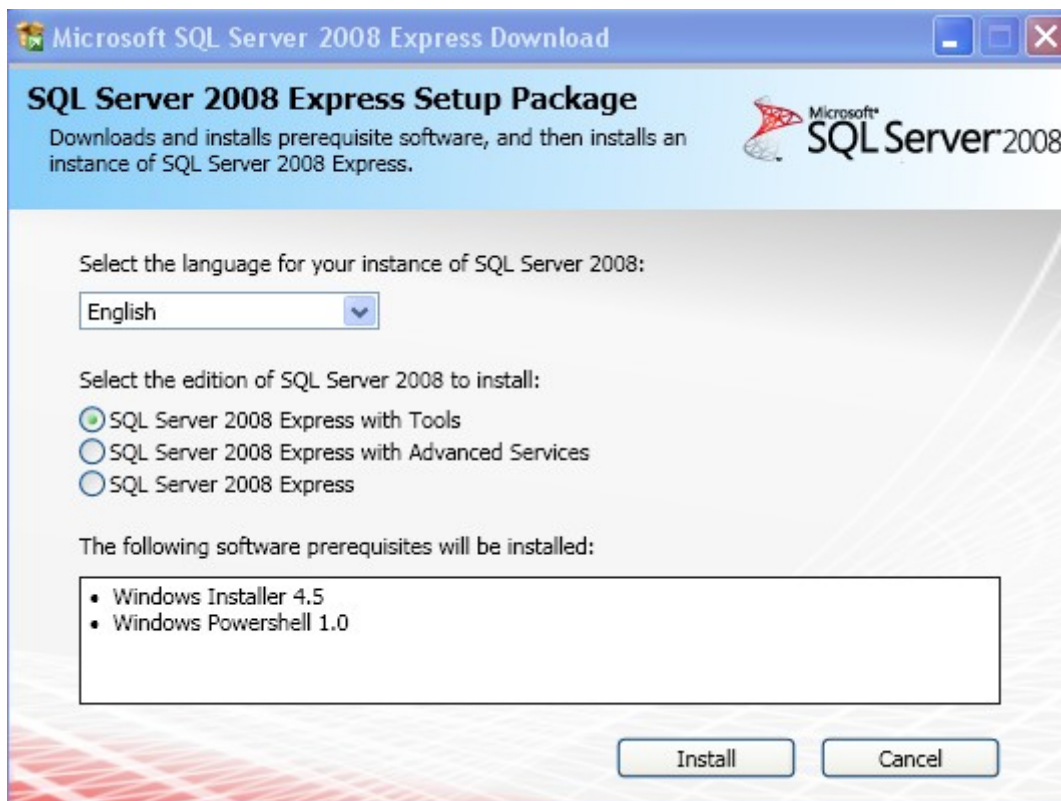 Microsoft SQL Server 2008 Express Download
SQL Server 2008 Express Setup Package
Downloads and installs prerequisite software, and then installs an
instance of SQL Server 2008 Express.
Microsoft®
SQL Server®2008
Select the language for your instance of SQL Server 2008:
English
Select the edition of SQL Server 2008 to install:
SQL Server 2008 Express with Tools
SQL Server 2008 Express with Advanced Services
SQL Server 2008 Express
The following software prerequisites will be installed:
• Windows Installer 4.5
• Windows Powershell 1.0
Install
Cancel